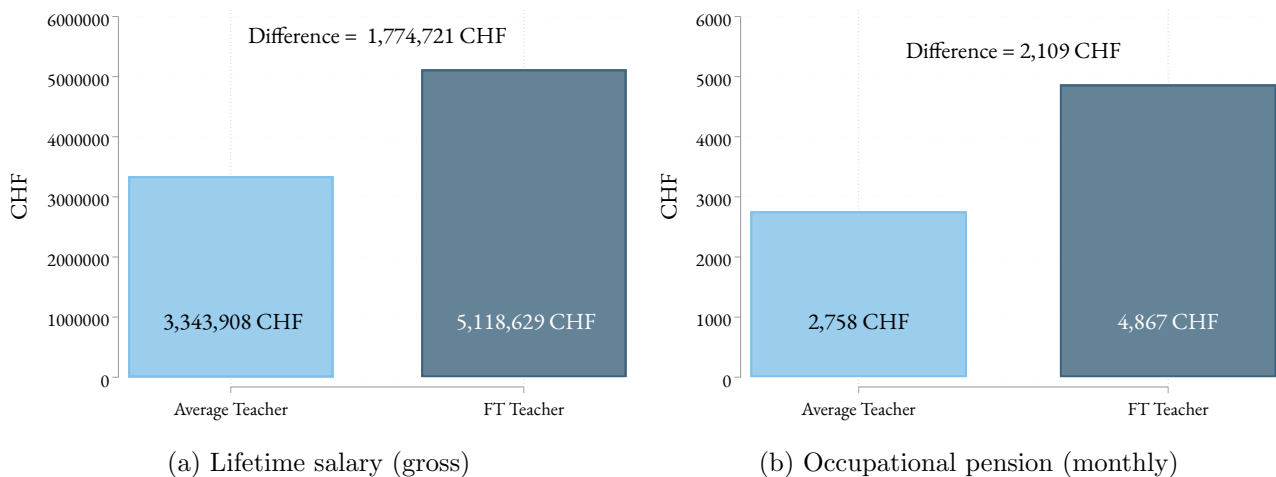 CHF
6000000
5000000
4000000
3000000
2000000
1000000
0
Difference =  1,774,721 CHF
3,343,908 CHF
5,118,629 CHF
Average Teacher
FT Teacher
(a) Lifetime salary (gross)
CHF
6000
5000
4000
3000
2000
1000
0
Difference = 2,109 CHF
2,758 CHF
4,867 CHF
Average Teacher
FT Teacher
(b) Occupational pension (monthly)